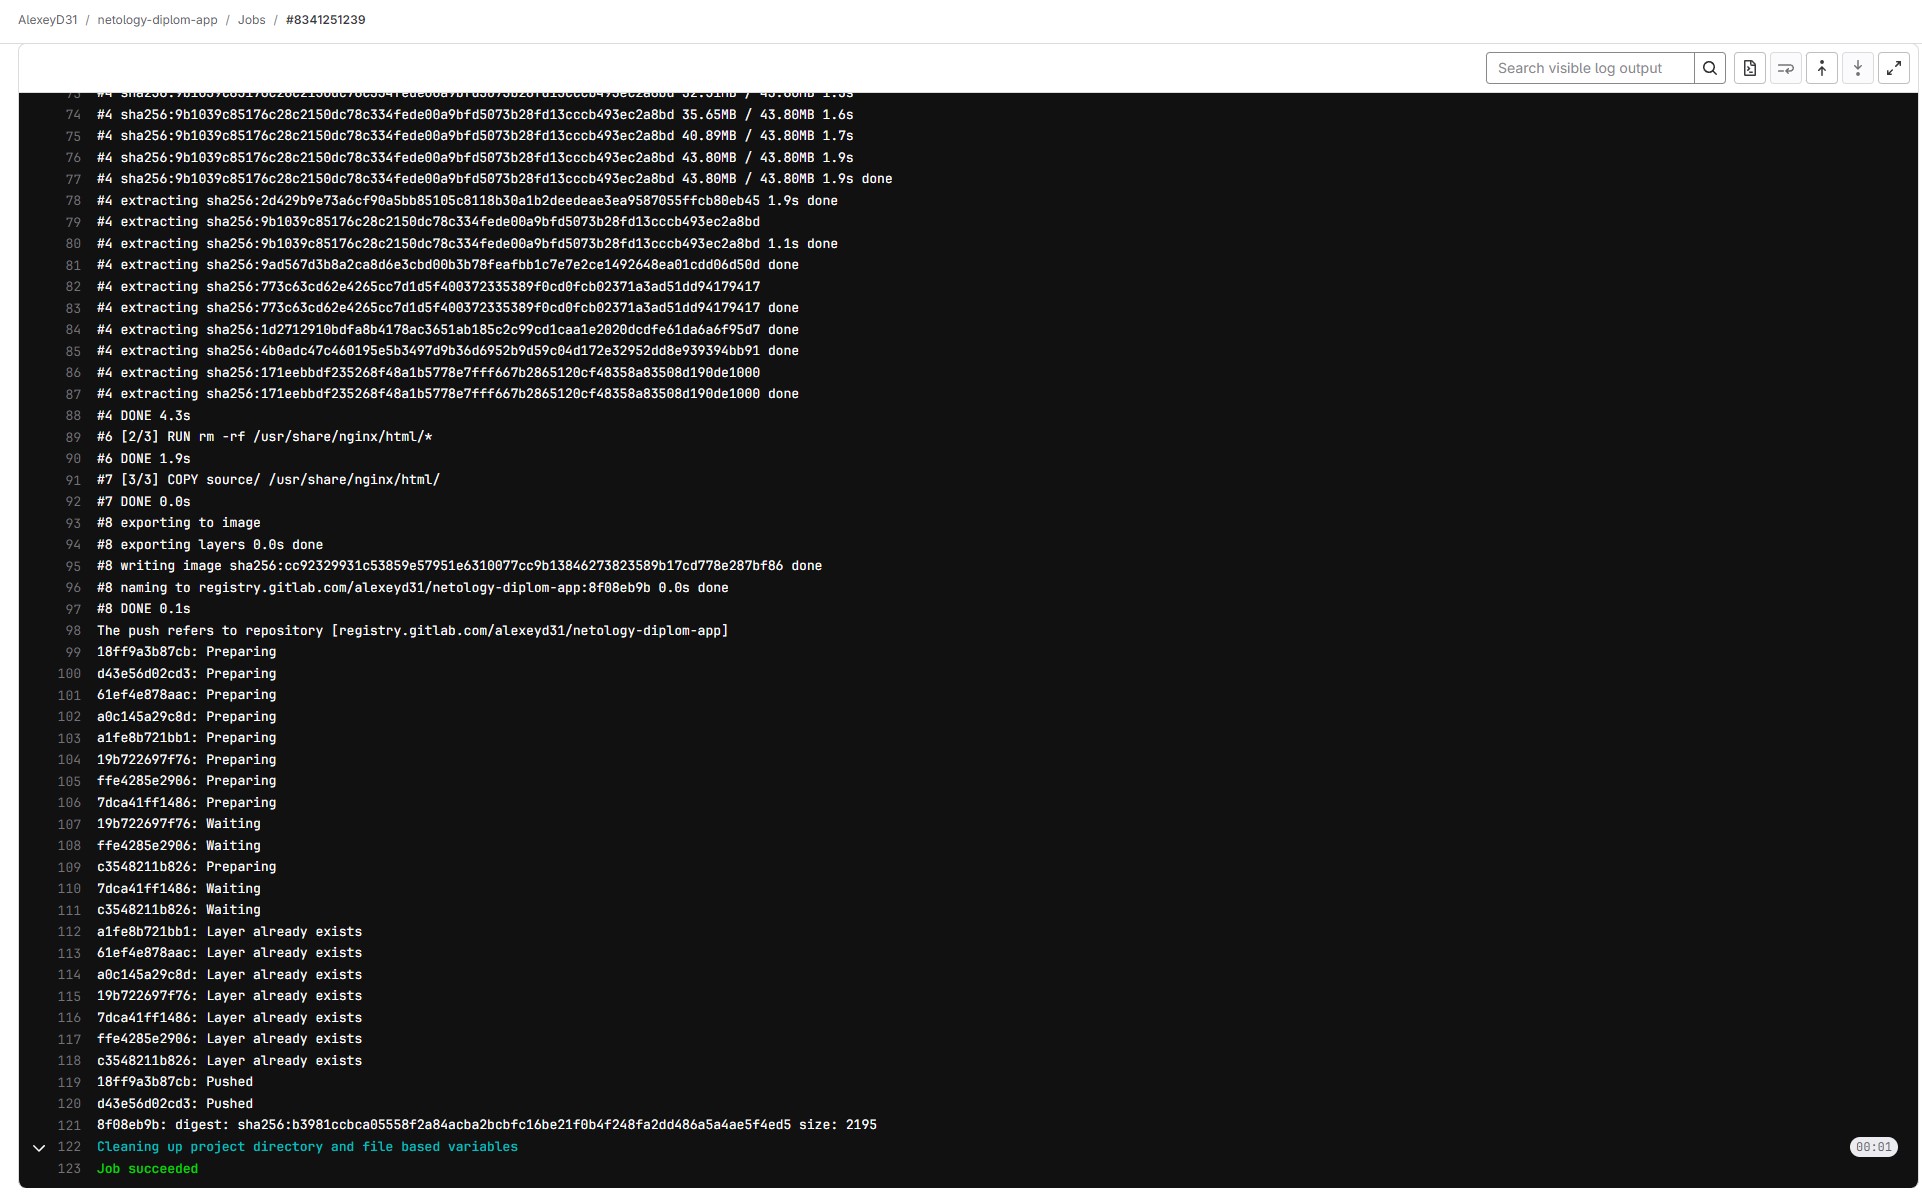 AlexeyD31 / netology-diplom-app / Jobs / #8341251239
Search visible log output
73 #4 sha256:9b1039c85176c28c2150dc78c334fede00a9bfd5073b28fd13cccb493ec2a8bd 32.51MB / 43.80MB 1.5s
74 #4 sha256:9b1039c85176c28c2150dc78c334fede00a9bfd5073b28fd13cccb493ec2a8bd 35.65MB / 43.80MB 1.6s
75 #4 sha256:9b1039c85176c28c2150dc78c334fede00a9bfd5073b28fd13cccb493ec2a8bd 40.89MB / 43.80MB 1.7s
76 #4 sha256:9b1039c85176c28c2150dc78c334fede00a9bfd5073b28fd13cccb493ec2a8bd 43.80MB / 43.80MB 1.9s
77 #4 sha256:9b1039c85176c28c2150dc78c334fede00a9bfd5073b28fd13cccb493ec2a8bd 43.80MB / 43.80MB 1.9s done
78 #4 extracting sha256:2d429b9e73a6cf90a5bb85105c8118b30a1b2deedeae3ea9587055ffcb80eb45 1.9s done
79 #4 extracting sha256:9b1039c85176c28c2150dc78c334fede00a9bfd5073b28fd13cccb493ec2a8bd
80 #4 extracting sha256:9b1039c85176c28c2150dc78c334fede00a9bfd5073b28fd13cccb493ec2a8bd 1.1s done
81 #4 extracting sha256:9ad567d3b8a2ca8d6e3cbd00b3b78feafbb1c7e7e2ce1492648ea01cdd06d50d done
82 #4 extracting sha256:773c63cd62e4265cc7d1d5f400372335389f0cd0fcb02371a3ad51dd94179417
83 #4 extracting sha256:773c63cd62e4265cc7d1d5f400372335389f0cd0fcb02371a3ad51dd94179417 done
84 #4 extracting sha256:1d2712910bdfa8b4178ac3651ab185c2c99cd1caa1e2020dcdfe61da6a6f95d7 done
85 #4 extracting sha256:4b0adc47c460195e5b3497d9b36d6952b9d59c04d172e32952dd8e939394bb91 done
86 #4 extracting sha256:171eebbdf235268f48a1b5778e7fff667b2865120cf48358a83508d190de1000
87 #4 extracting sha256:171eebbdf235268f48a1b5778e7fff667b2865120cf48358a83508d190de1000 done
88 #4 DONE 4.3s
89 #6 [2/3] RUN rm -rf /usr/share/nginx/html/*
90 #6 DONE 1.9s
91 #7 [3/3] COPY source/ /usr/share/nginx/html/
92 #7 DONE 0.0s
93 #8 exporting to image
94 #8 exporting layers 0.0s done
95 #8 writing image sha256:cc92329931c53859e57951e6310077cc9b13846273823589b17cd778e287bf86 done
96 #8 naming to registry.gitlab.com/alexeyd31/netology-diplom-app:8f08eb9b 0.0s done
97 #8 DONE 0.1s
98 The push refers to repository [registry.gitlab.com/alexeyd31/netology-diplom-app]
99 18ff9a3b87cb: Preparing
100 d43e56d02cd3: Preparing
101 61ef4e878aac: Preparing
102 a0c145a29c8d: Preparing
103 a1fe8b721bb1: Preparing
104 19b722697f76: Preparing
105 ffe4285e2906: Preparing
106 7dca41ff1486: Preparing
107 19b722697f76: Waiting
108 ffe4285e2906: Waiting
109 c3548211b826: Preparing
110 7dca41ff1486: Waiting
111 c3548211b826: Waiting
112 a1fe8b721bb1: Layer already exists
113 61ef4e878aac: Layer already exists
114 a0c145a29c8d: Layer already exists
115 19b722697f76: Layer already exists
116 7dca41ff1486: Layer already exists
117 ffe4285e2906: Layer already exists
118 c3548211b826: Layer already exists
119 18ff9a3b87cb: Pushed
120 d43e56d02cd3: Pushed
121 8f08eb9b: digest: sha256:b3981ccbca05558f2a84acba2bcbfc16be21f0b4f248fa2dd486a5a4ae5f4ed5 size: 2195
122 Cleaning up project directory and file based variables 00:01
123 Job succeeded